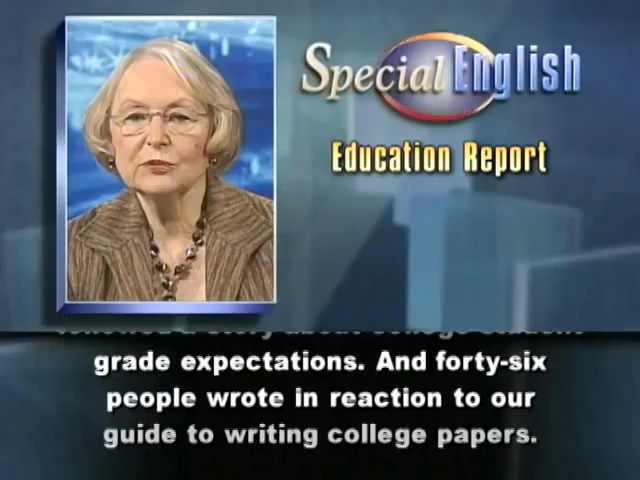 Special English
Education Report
grade expectations. And forty-six
people wrote in reaction to our
guide to writing college papers.